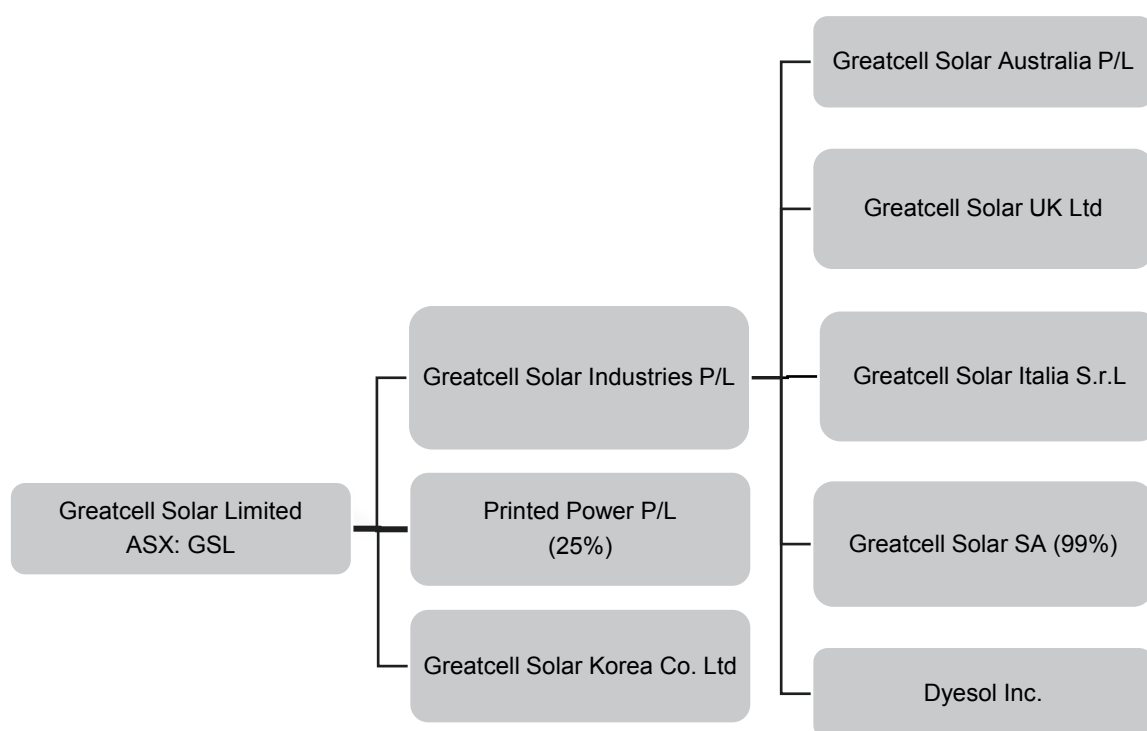 Greatcell Solar Limited
ASX: GSL
Greatcell Solar Industries P/L
Printed Power P/L
(25%)
Greatcell Solar Korea Co. Ltd
Greatcell Solar Australia P/L
Greatcell Solar UK Ltd
Greatcell Solar Italia S.r.L
Greatcell Solar SA (99%)
Dyesol Inc.